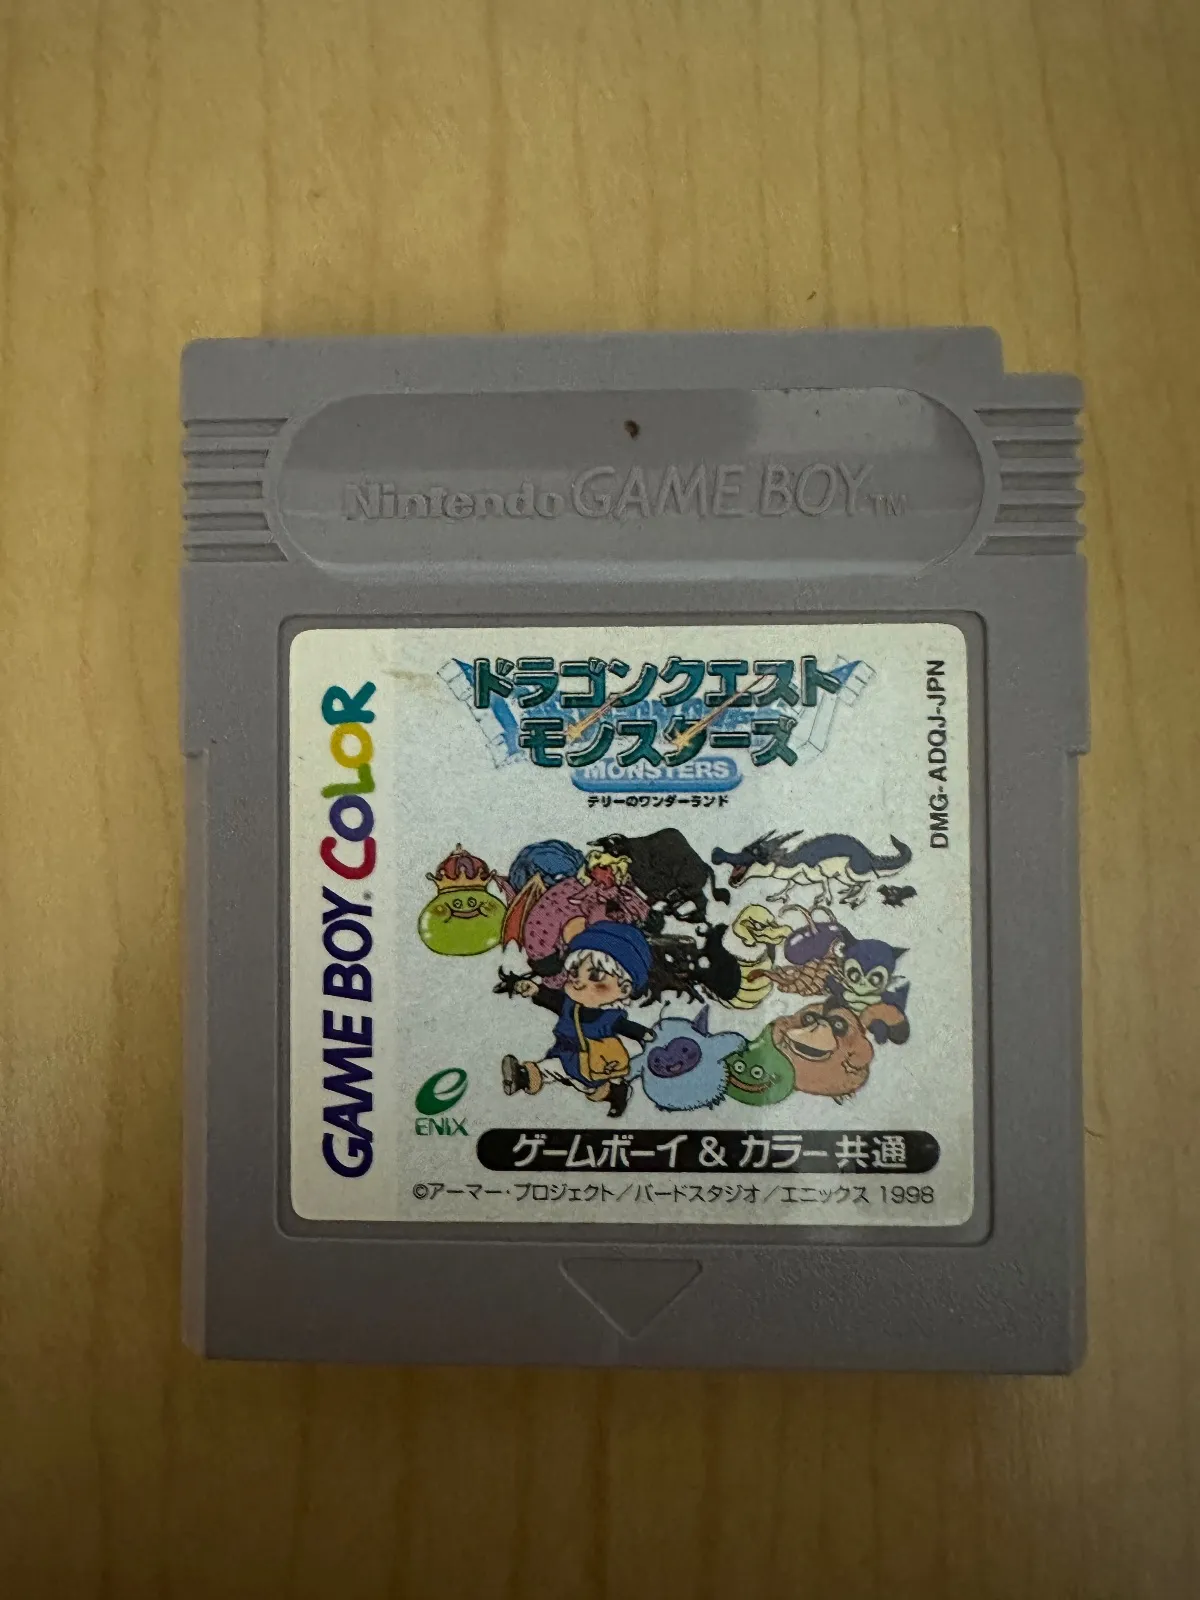 Nintendo GAME BOY TM
ドラゴンクエスト
モンスターズ
MONSTERS
テリーのワンダーランド
DMG-ADQJ-JPN
GAME BOY COLOR
ENIX
ゲームボーイ & カラー共通
©アーマー・プロジェクト/バードスタジオ/エニックス 1998